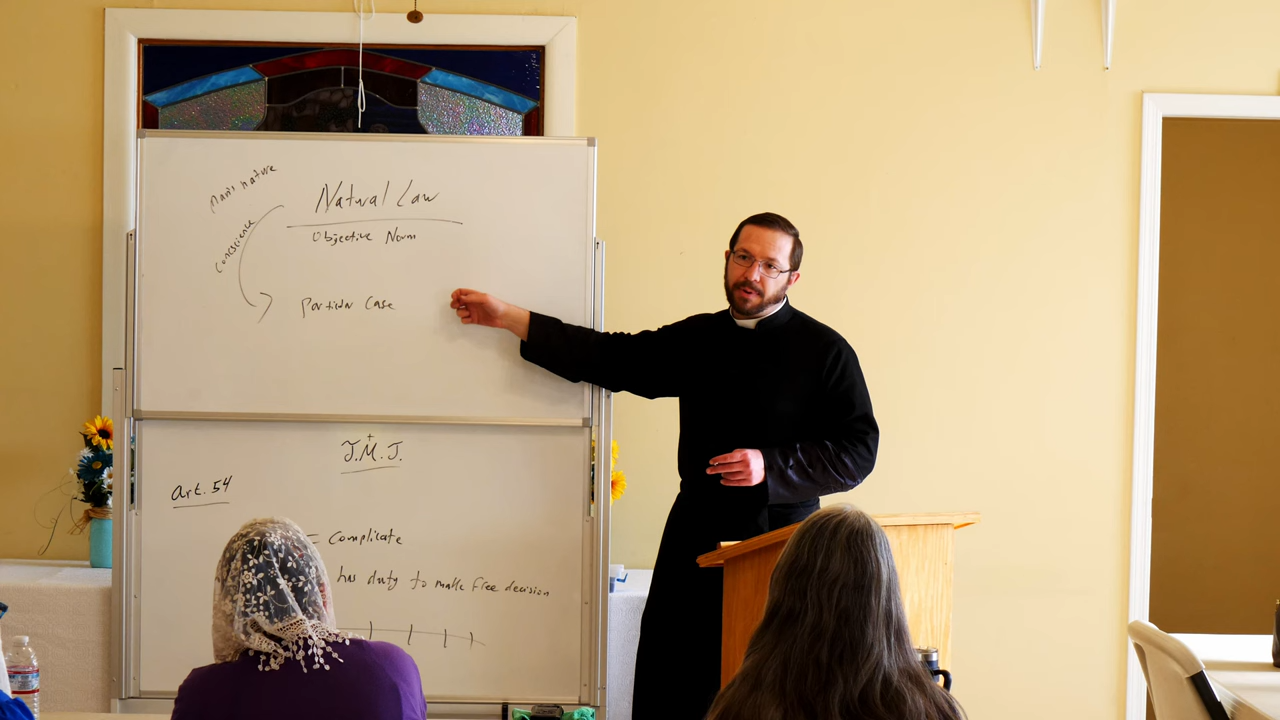 Man's nature
Natural Law
Objective Norm
Conscience
Particular Case
J.M.J.
Art. 54
= Complicate
has duty to make free decision